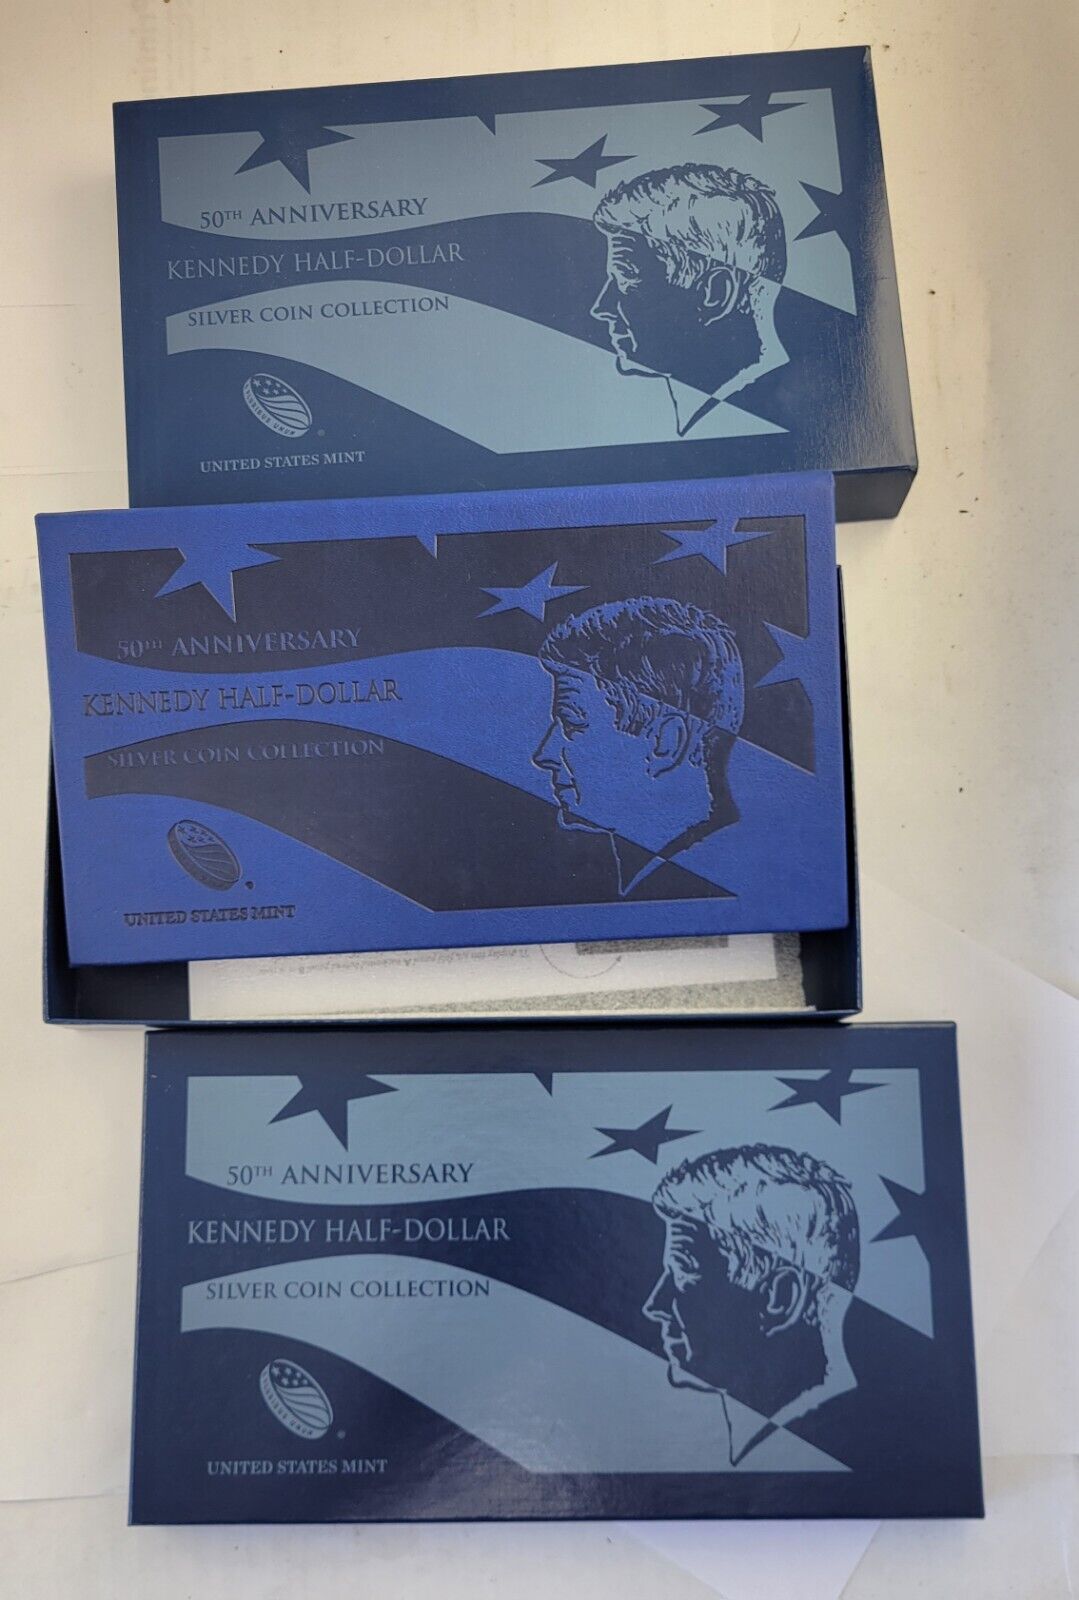 50TH ANNIVERSARY
KENNEDY HALF-DOLLAR
SILVER COIN COLLECTION
UNITED STATES MINT
50TH ANNIVERSARY
KENNEDY HALF-DOLLAR
SILVER COIN COLLECTION
UNITED STATES MINT
50TH ANNIVERSARY
KENNEDY HALF-DOLLAR
SILVER COIN COLLECTION
UNITED STATES MINT